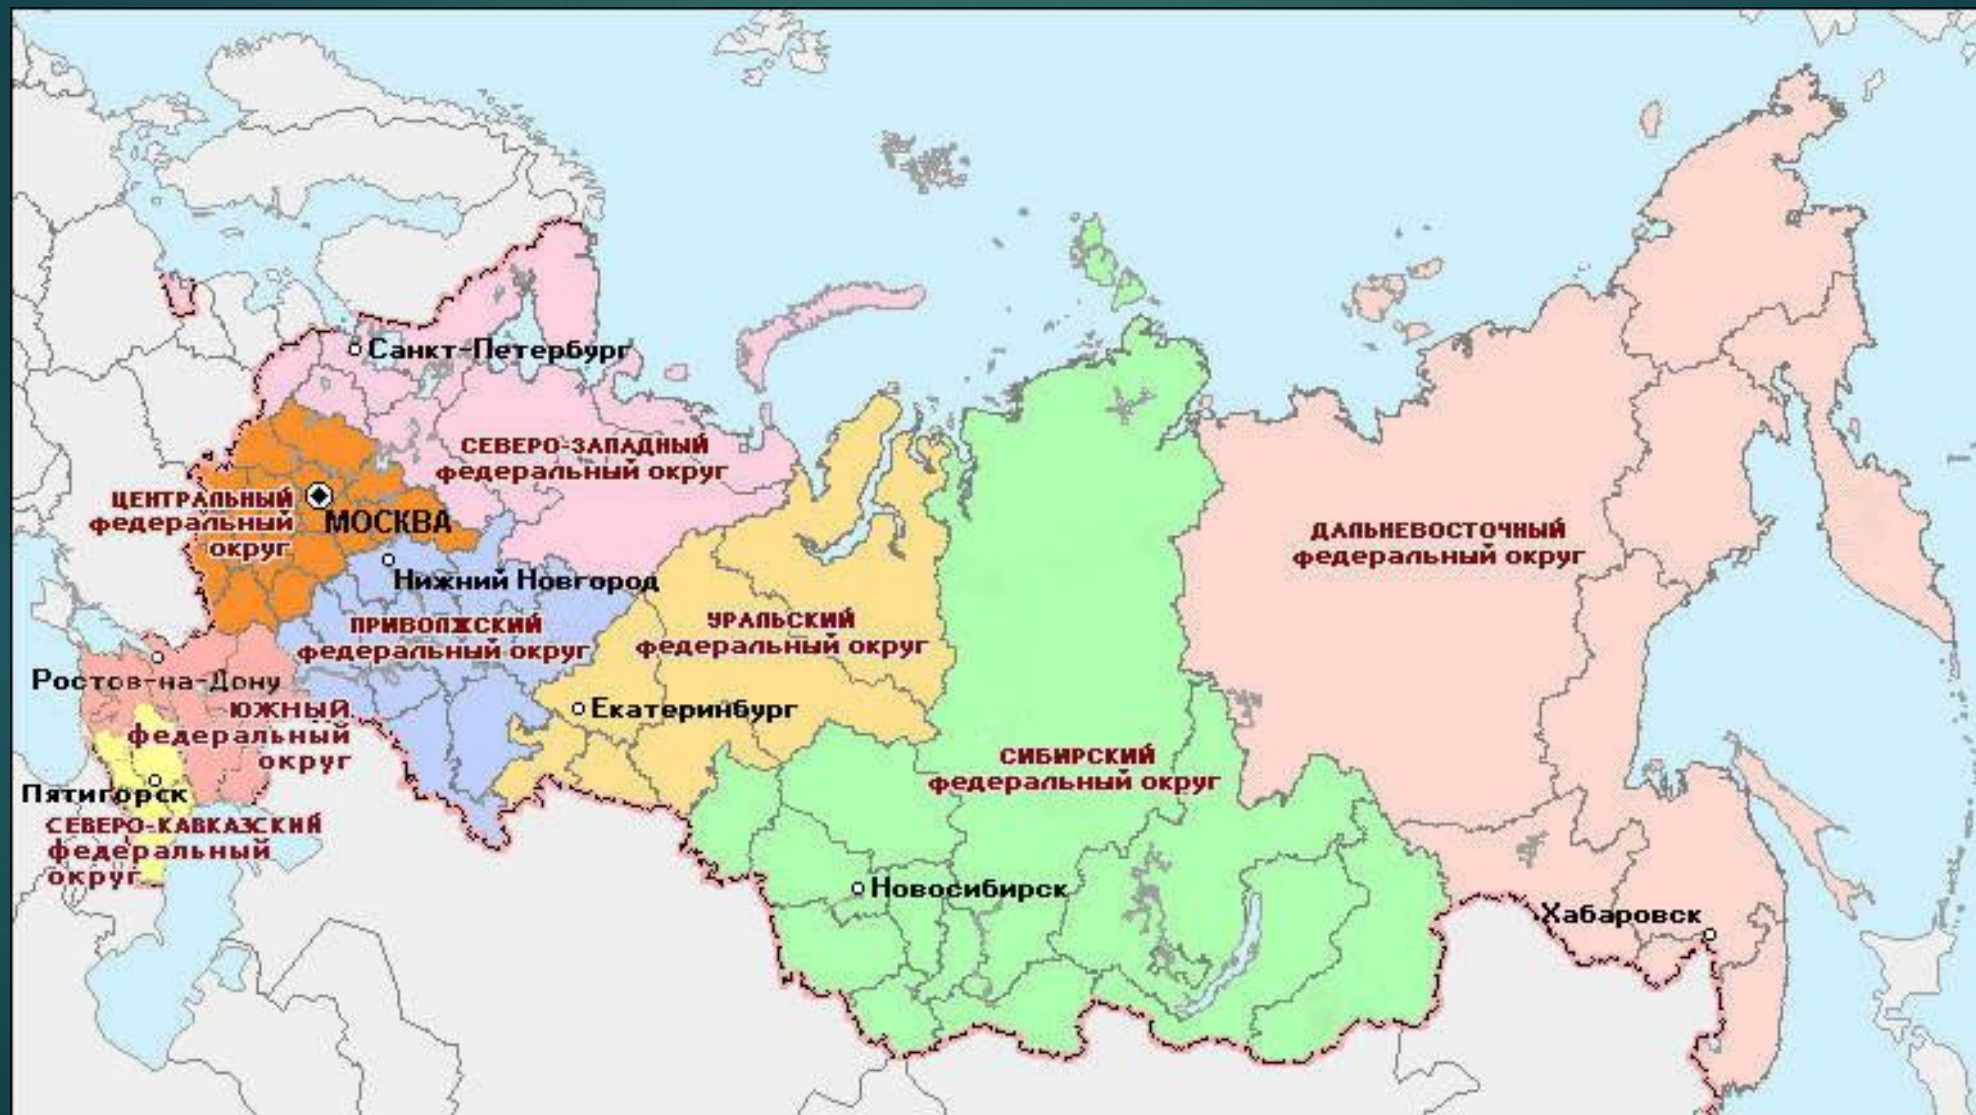 Санкт-Петербург
СЕВЕРО-ЗАПАДНЫЙ
федеральный округ
ЦЕНТРАЛЬНЫЙ
федеральный
округ
МОСКВА
ДАЛЬНЕВОСТОЧНЫЙ
федеральный округ
Нижний Новгород
ПРИВОЛЖСКИЙ
федеральный округ
УРАЛЬСКИЙ
федеральный округ
Ростов-на-Дону
ЮЖНЫЙ
федеральный
округ
Екатеринбург
СИБИРСКИЙ
федеральный округ
Пятигорск
СЕВЕРО-КАВКАЗСКИЙ
федеральный
округ
Новосибирск
Хабаровск